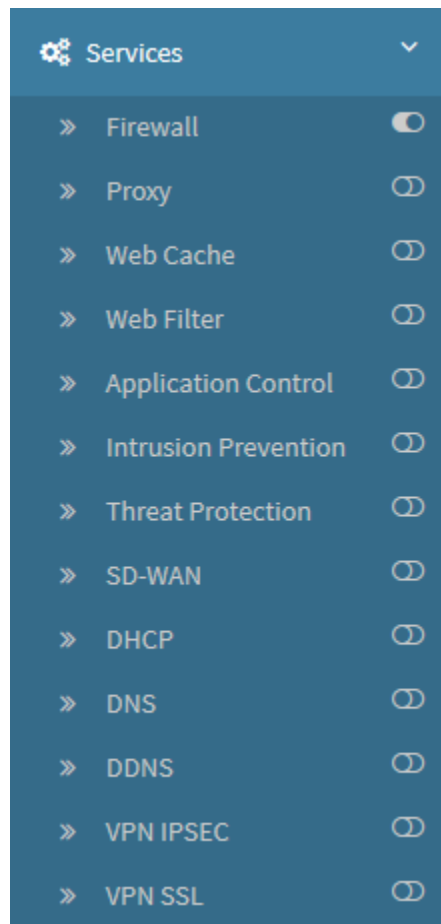 Services
Firewall
Proxy
Web Cache
Web Filter
Application Control
Intrusion Prevention
Threat Protection
SD-WAN
DHCP
DNS
DDNS
VPN IPSEC
VPN SSL